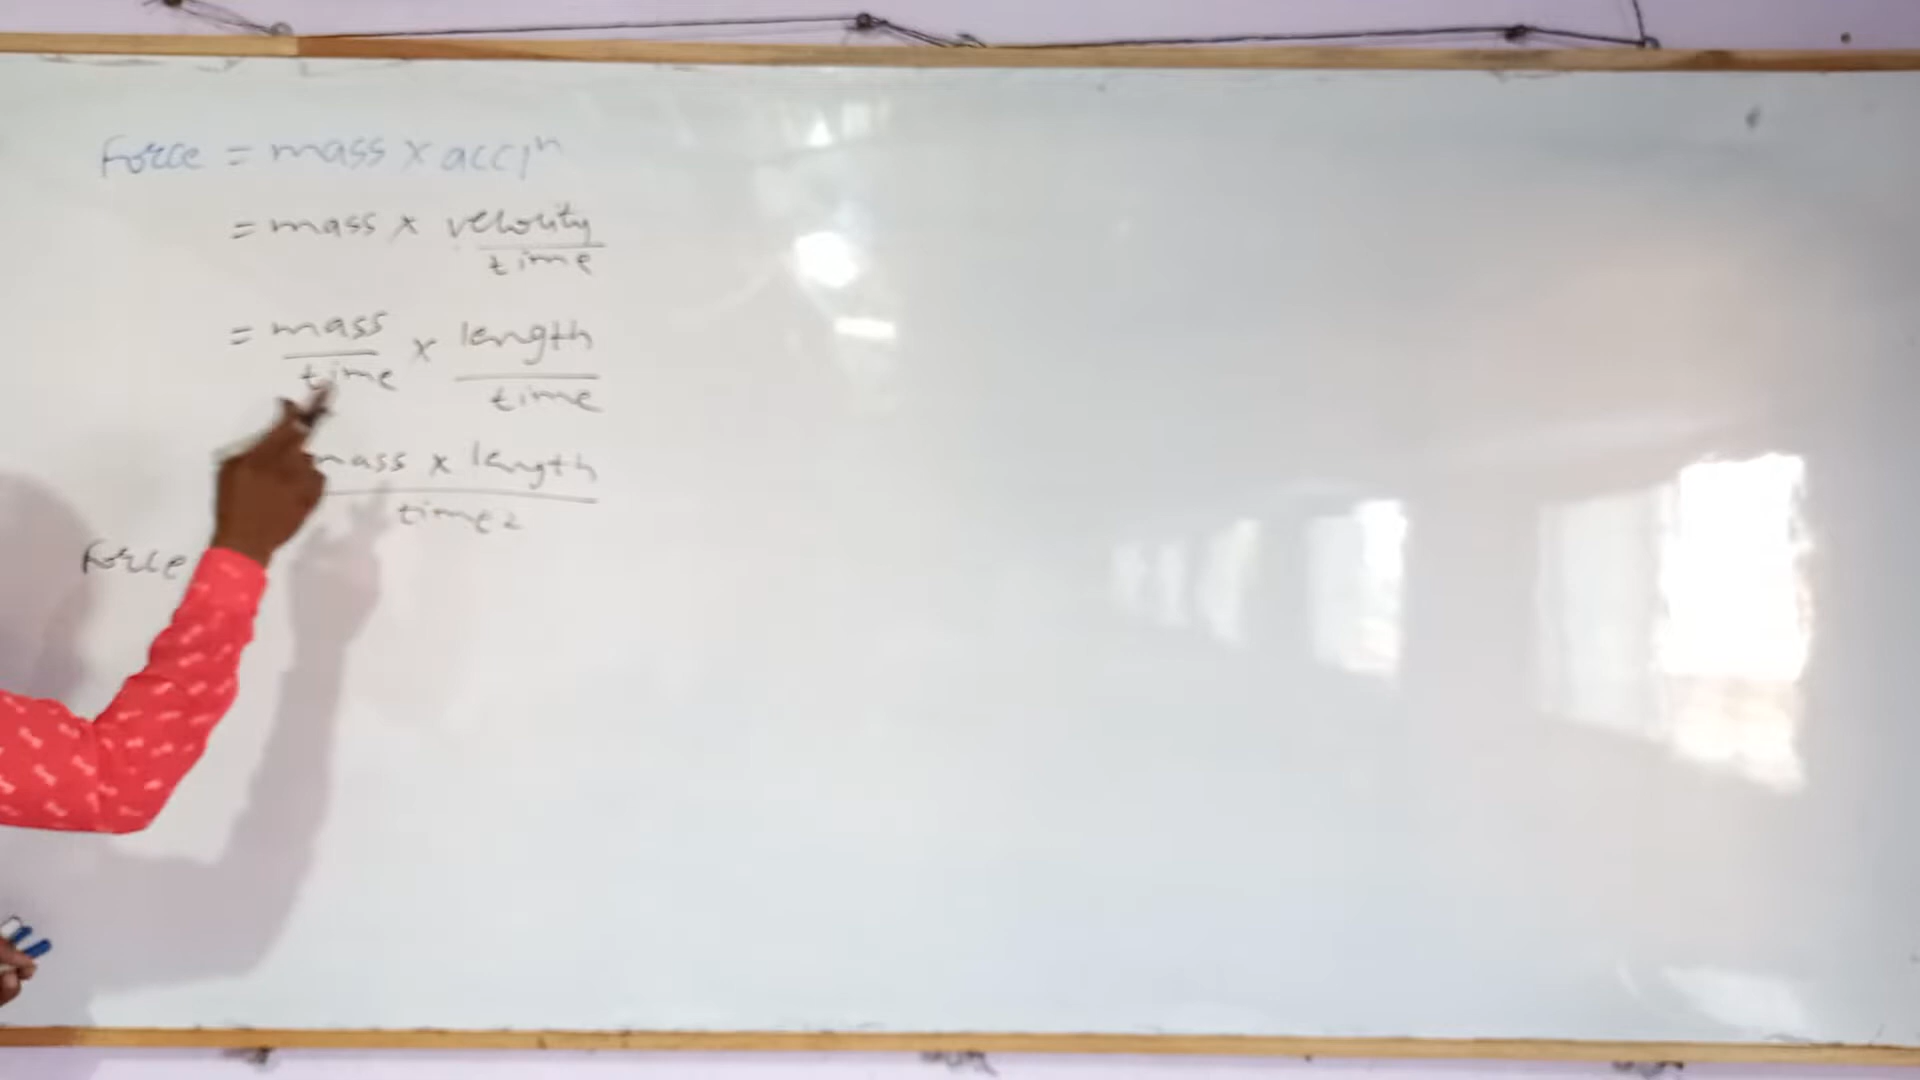 Force = mass x accⁿ
= mass x velocity / time
= mass / time x length / time
mass x length / time2
Force